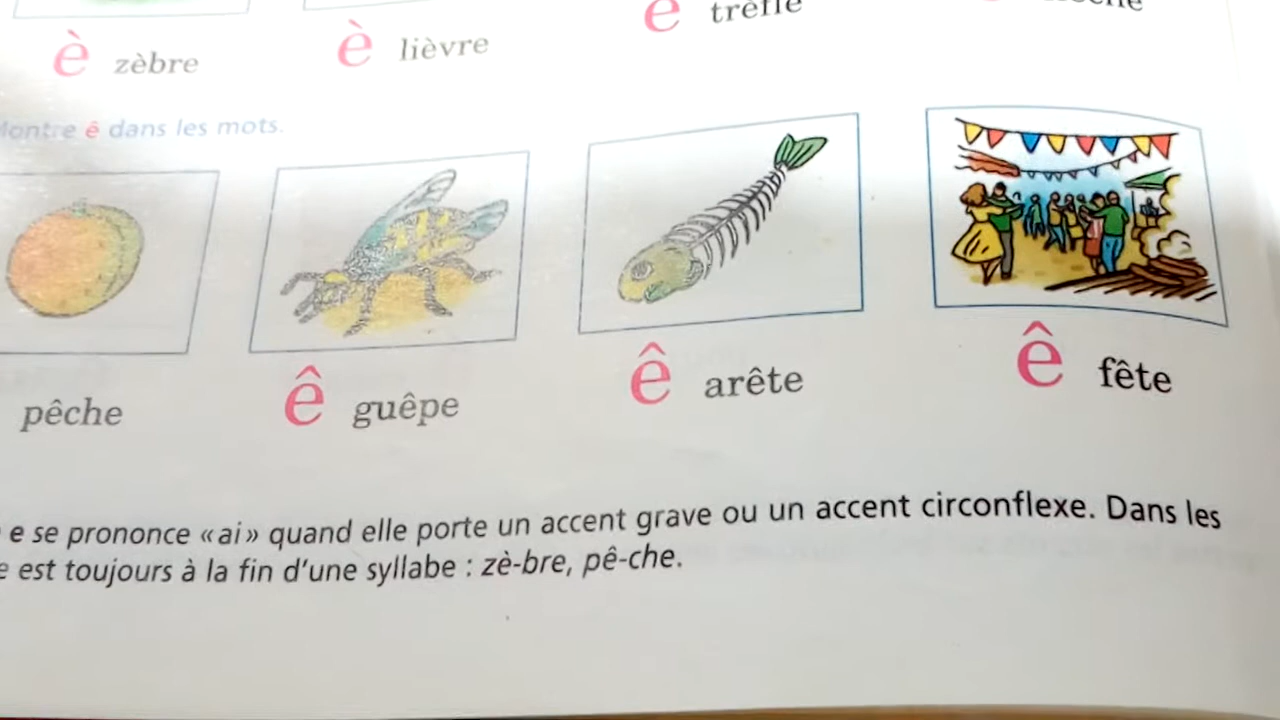 è zèbre
è lièvre
trèfle
ê dans les mots.
pêche
ê guêpe
ê arête
ê fête
e se prononce «ai» quand elle porte un accent grave ou un accent circonflexe. Dans les
est toujours à la fin d'une syllabe : zè-bre, pê-che.